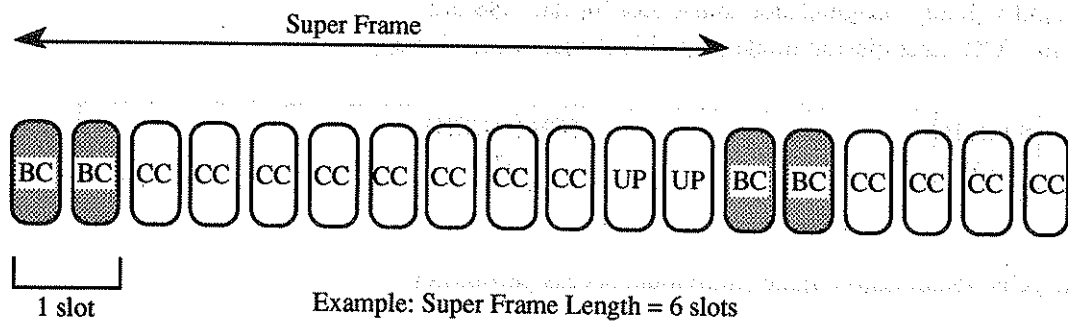 Super Frame
BC BC CC CC CC CC CC CC CC CC UP UP BC BC CC CC CC CC
1 slot
Example: Super Frame Length = 6 slots